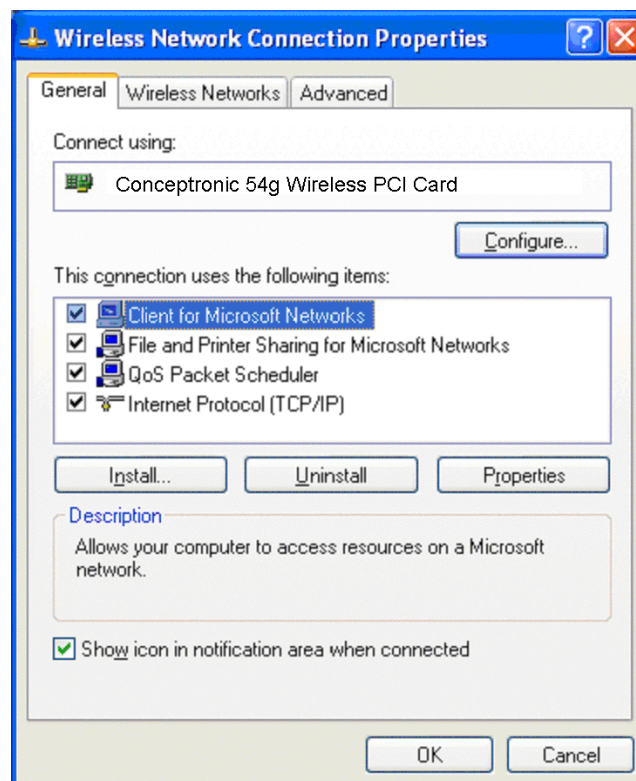 Wireless Network Connection Properties
General Wireless Networks Advanced
Connect using:
Conceptronic 54g Wireless PCI Card
Configure...
This connection uses the following items:
Client for Microsoft Networks
File and Printer Sharing for Microsoft Networks
QoS Packet Scheduler
Internet Protocol (TCP/IP)
Install... Uninstall Properties
Description
Allows your computer to access resources on a Microsoft
network.
Show icon in notification area when connected
OK Cancel